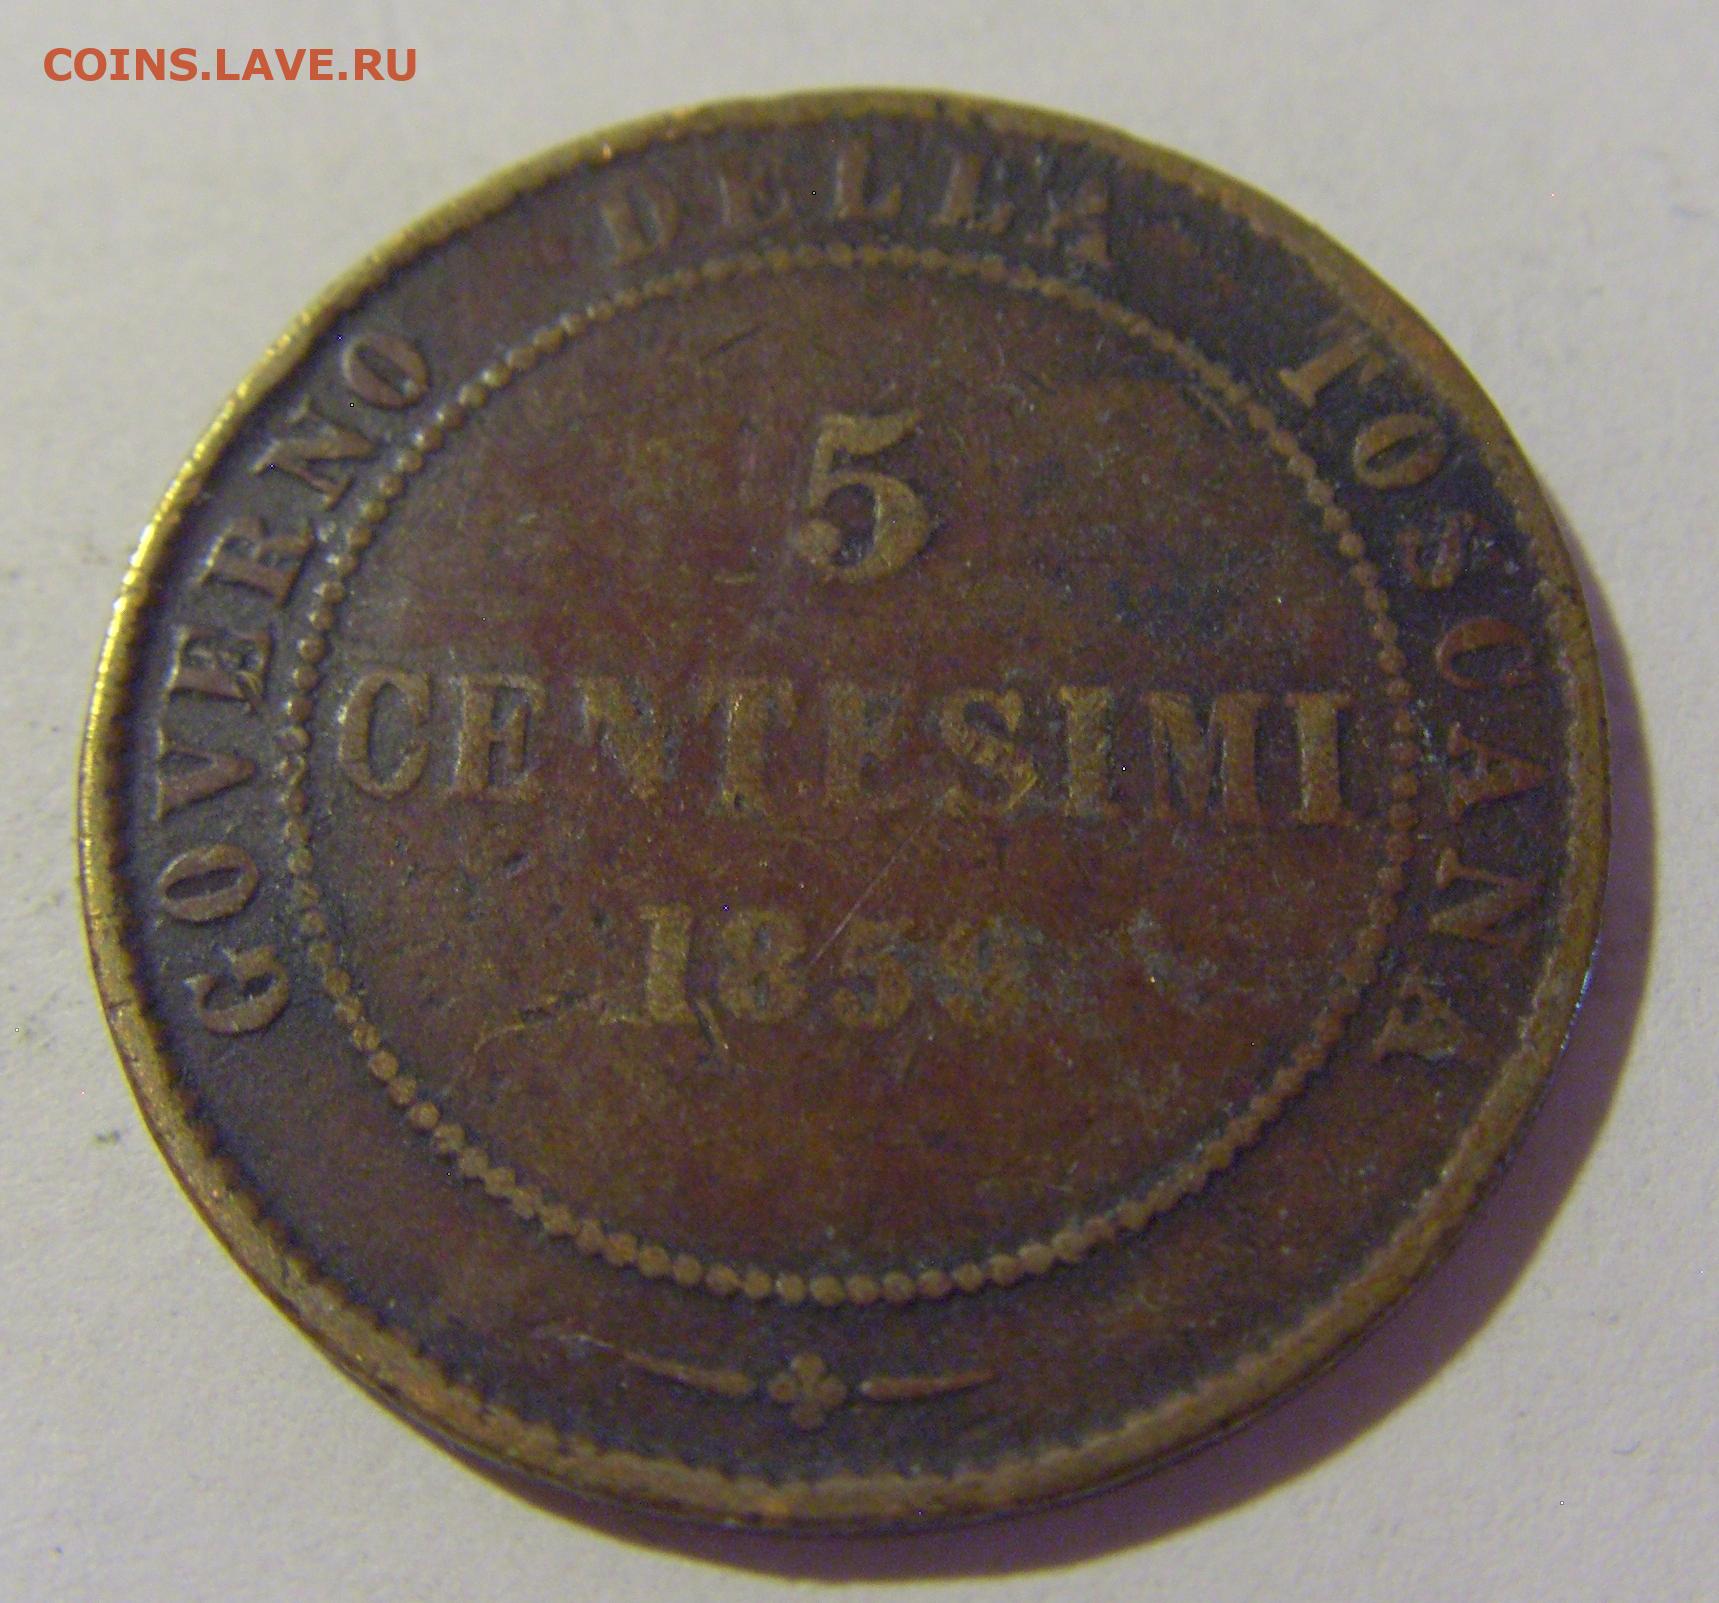 COINS.LAVE.RU
GOVERNO DELLA TOSCANA
5
CENTESIMI